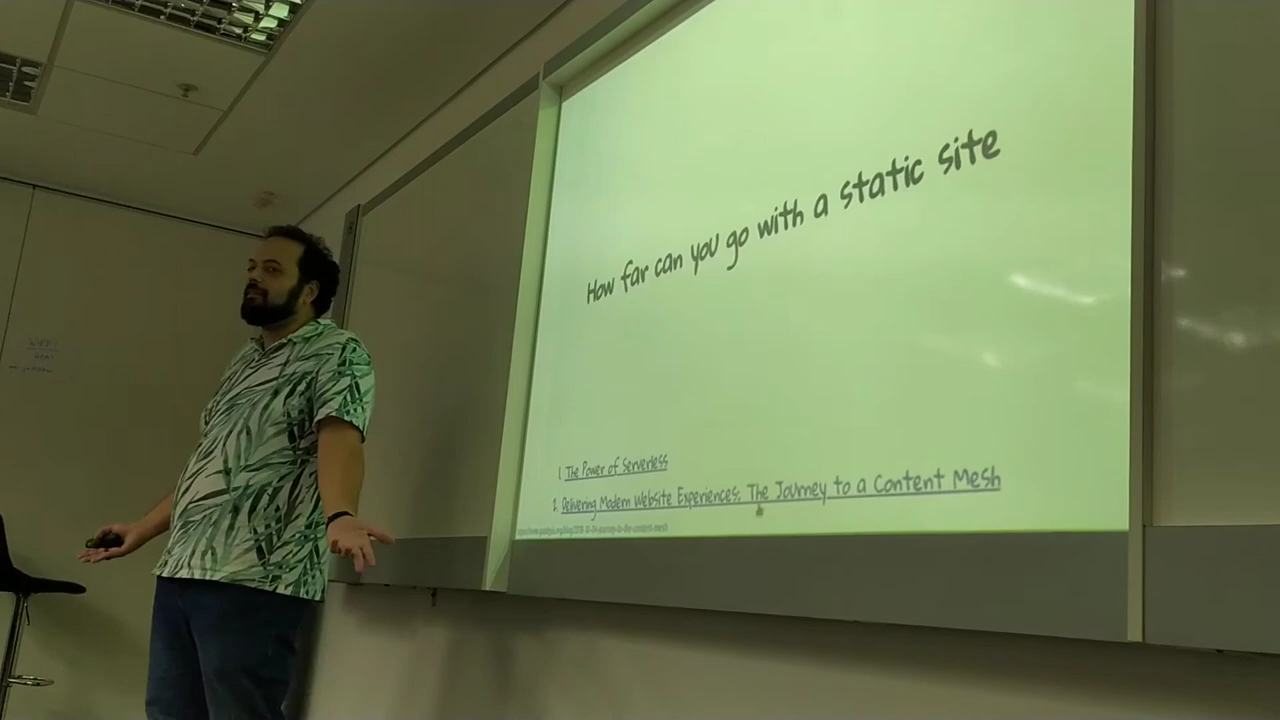 How far can you go with a static site
1. The Power of Serverless
2. Delivering Modern Website Experiences: The Journey to a Content Mesh